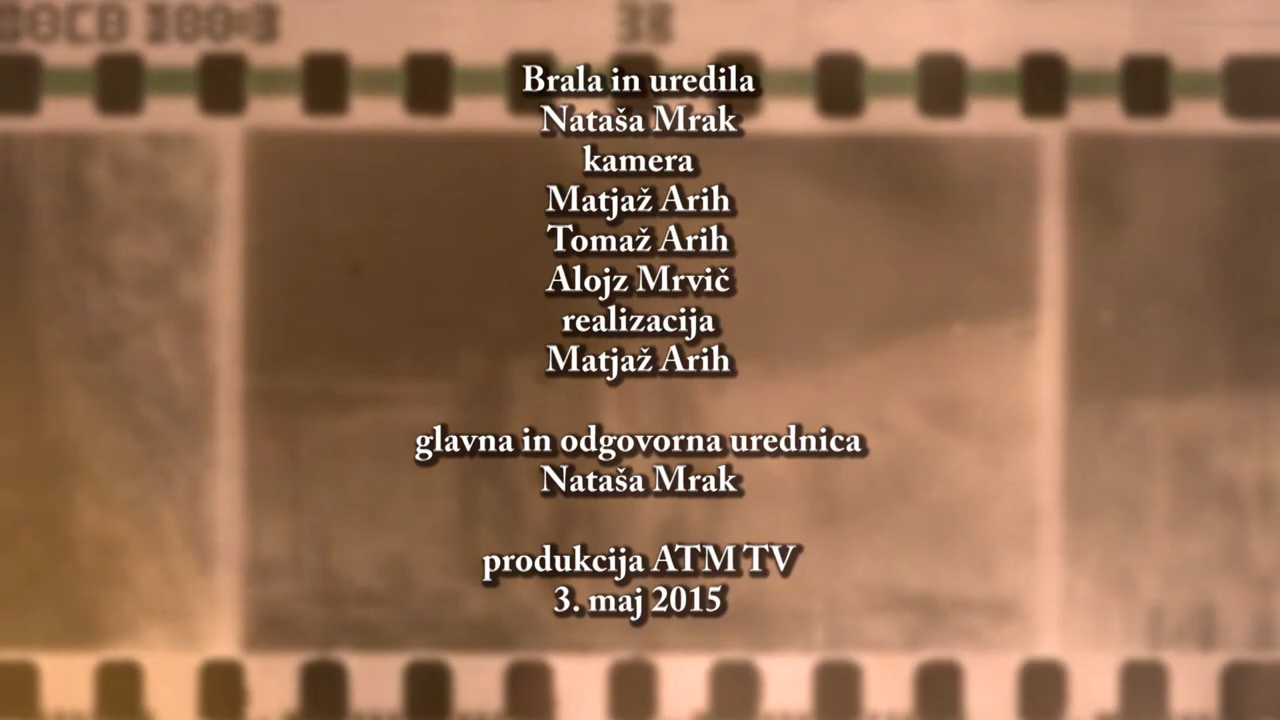 38
Brala in uredila
Nataša Mrak
kamera
Matjaž Arih
Tomaž Arih
Alojz Mrvič
realizacija
Matjaž Arih
glavna in odgovorna urednica
Nataša Mrak
produkcija ATM TV
3. maj 2015